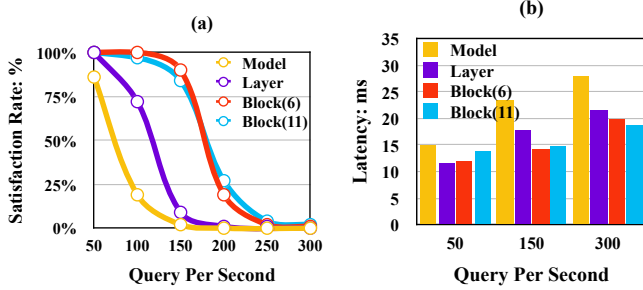 (a)
Satisfaction Rate: %
100%
75%
50%
25%
0%
Model
Layer
Block(6)
Block(11)
50 100 150 200 250 300
Query Per Second
(b)
Latency: ms
35
30
25
20
15
10
5
0
Model
Layer
Block(6)
Block(11)
50 150 300
Query Per Second